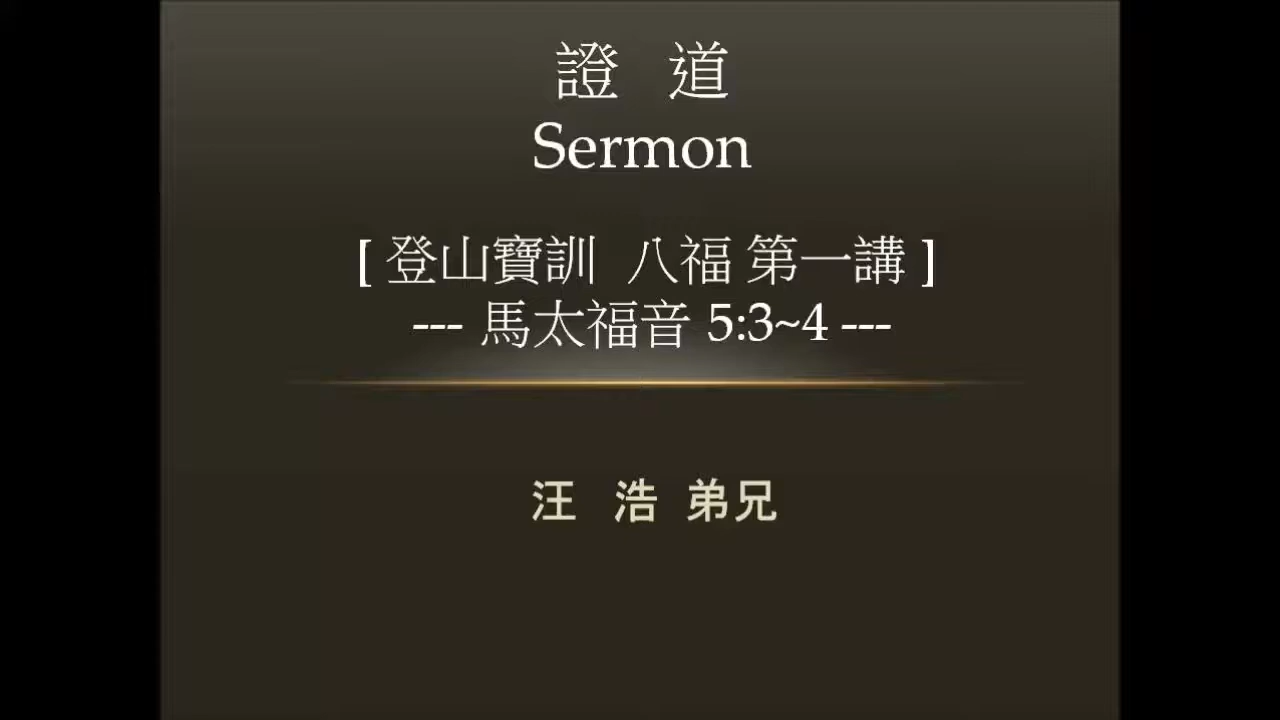 證 道
Sermon
[ 登山寶訓 八福 第一講 ]
--- 馬太福音 5:3~4 ---
汪 浩 弟兄